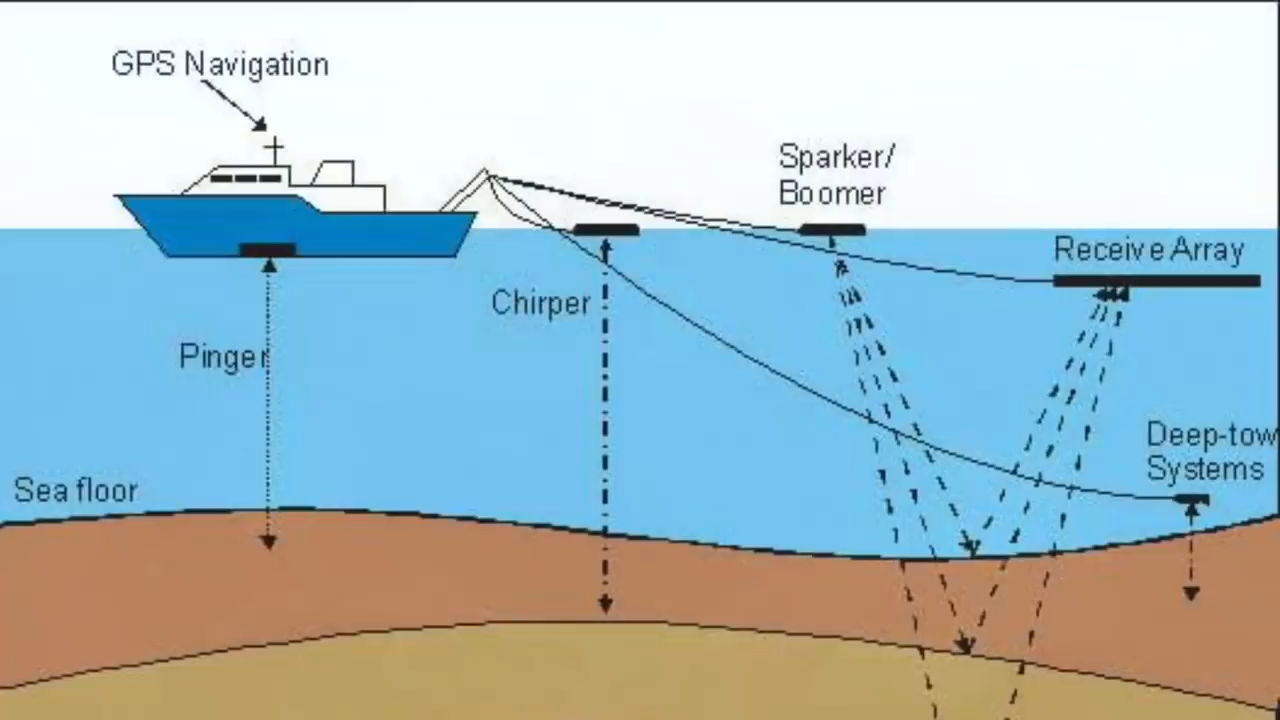 GPS Navigation
Sparker/
Boomer
Receive Array
Chirper
Pinger
Deep-tow
Systems
Sea floor